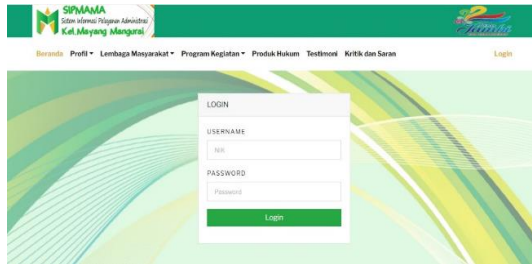 SIPMAMA
Sistem Informasi Pelayanan Administrasi
Kel.Mayang Mangurai
Beranda Profil Lembaga Masyarakat Program Kegiatan Produk Hukum Testimoni Kritik dan Saran Login
LOGIN
USERNAME
NIK
PASSWORD
Password
Login